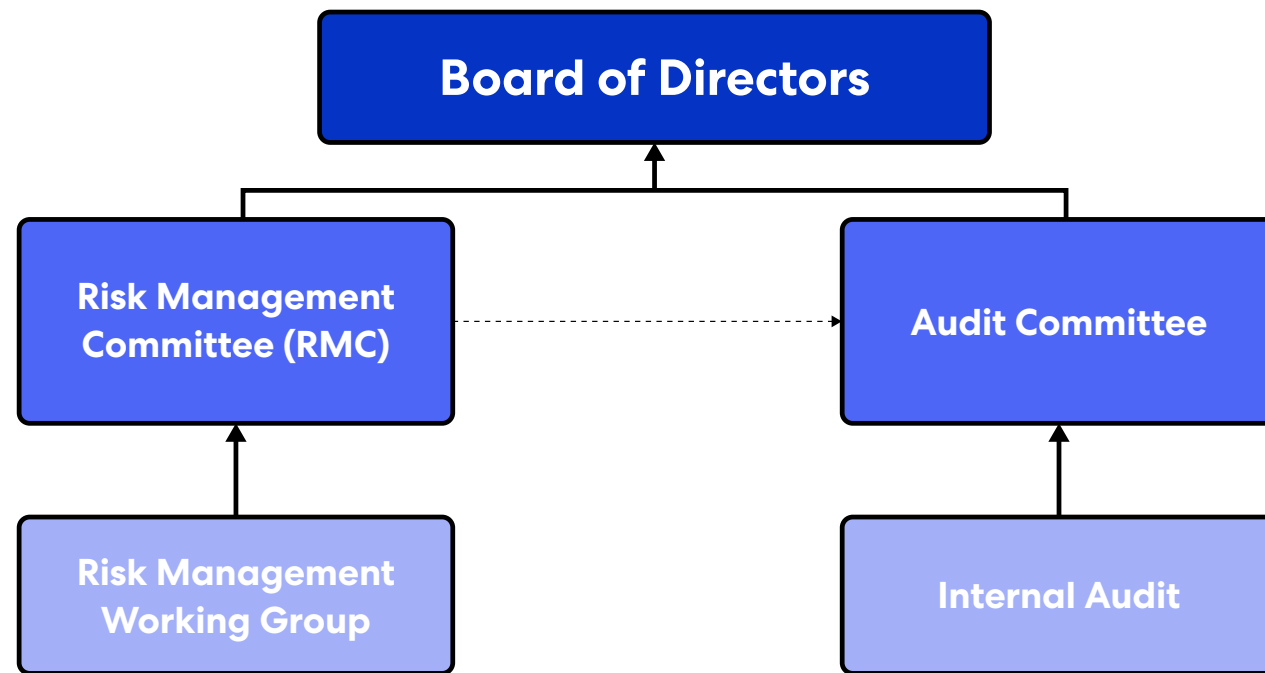 Board of Directors
Risk Management
Committee (RMC)
Audit Committee
Risk Management
Working Group
Internal Audit